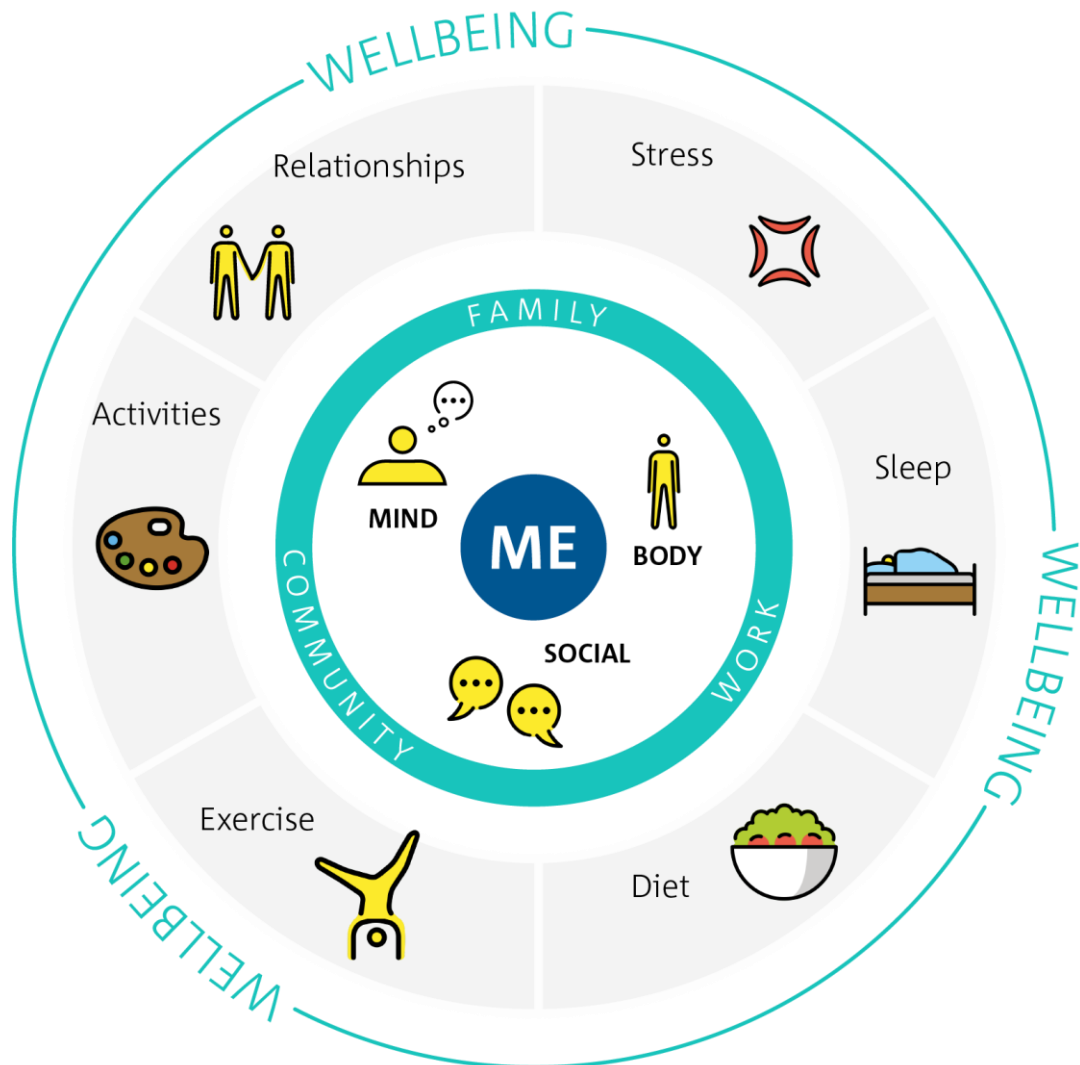 WELLBEING
Relationships
Stress
FAMILY
Activities
Sleep
MIND
ME
BODY
COMMUNITY
WORK
SOCIAL
WELLBEING
Exercise
Diet
WELLBEING